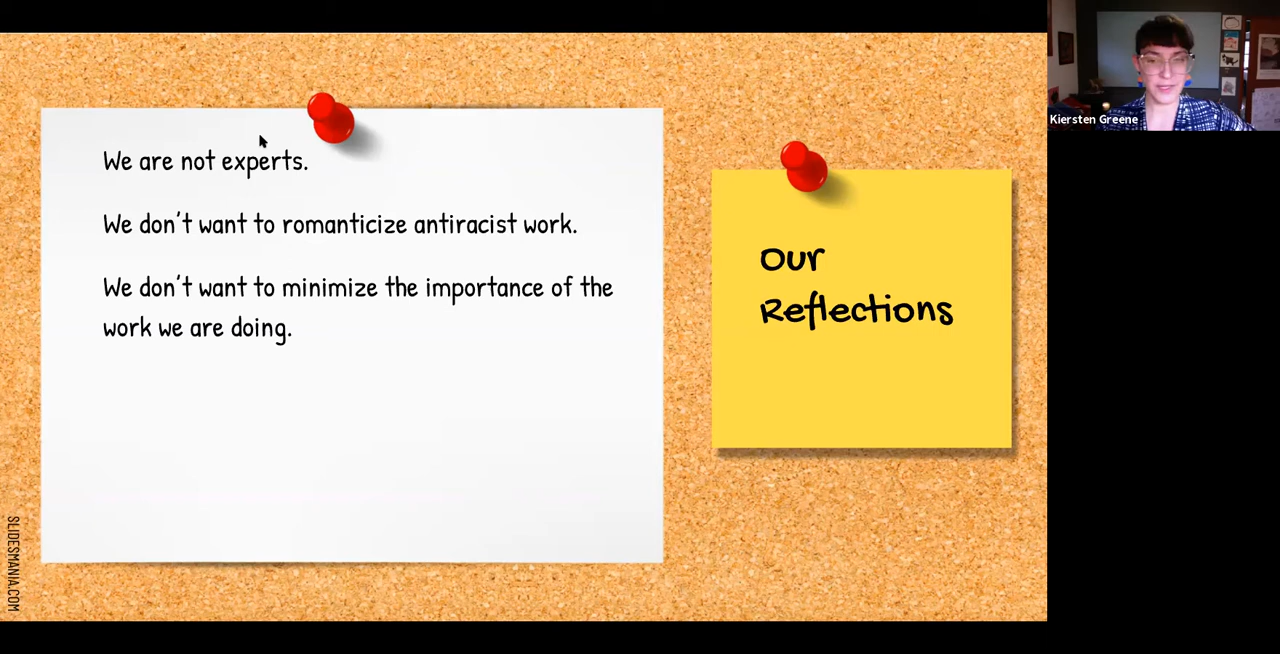 We are not experts.
We don't want to romanticize antiracist work.
We don't want to minimize the importance of the
work we are doing.
Our
Reflections
Kiersten Greene
SLIDESMANIA.COM